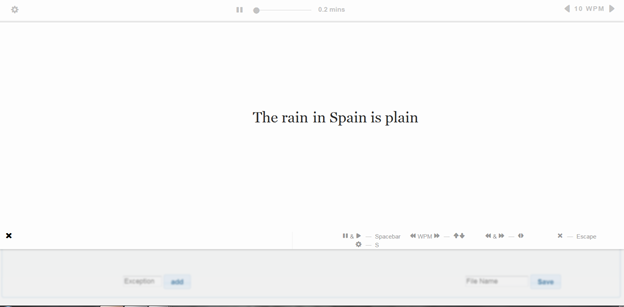 0.2 mins
10 WPM
The rain in Spain is plain
& — Spacebar WPM — & — — Escape
— S
Exception add File Name Save